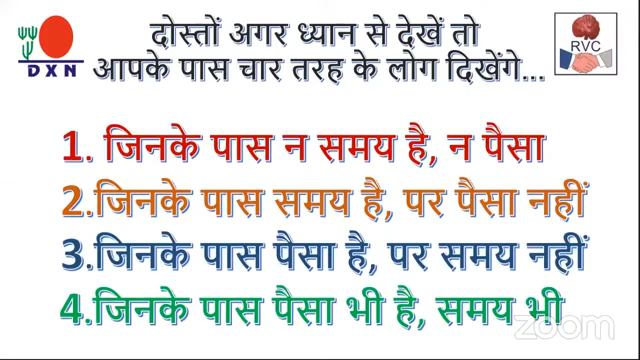 दोस्तों अगर ध्यान से देखें तो
आपके पास चार तरह के लोग दिखेंगे...
DXN
RVC
1. जिनके पास न समय है, न पैसा
2.जिनके पास समय है, पर पैसा नहीं
3.जिनके पास पैसा है, पर समय नहीं
4.जिनके पास पैसा भी है, समय भी
zoom